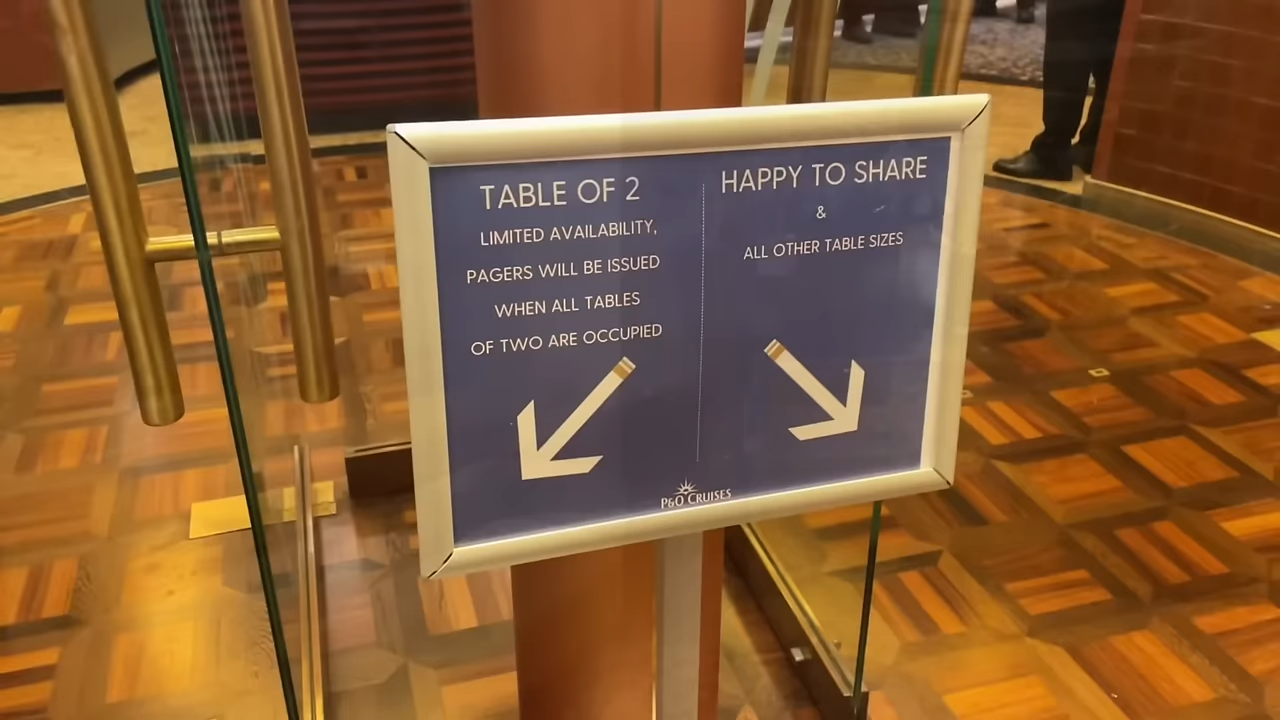 TABLE OF 2
LIMITED AVAILABILITY,
PAGERS WILL BE ISSUED
WHEN ALL TABLES
OF TWO ARE OCCUPIED
HAPPY TO SHARE
&
ALL OTHER TABLE SIZES
P&O CRUISES